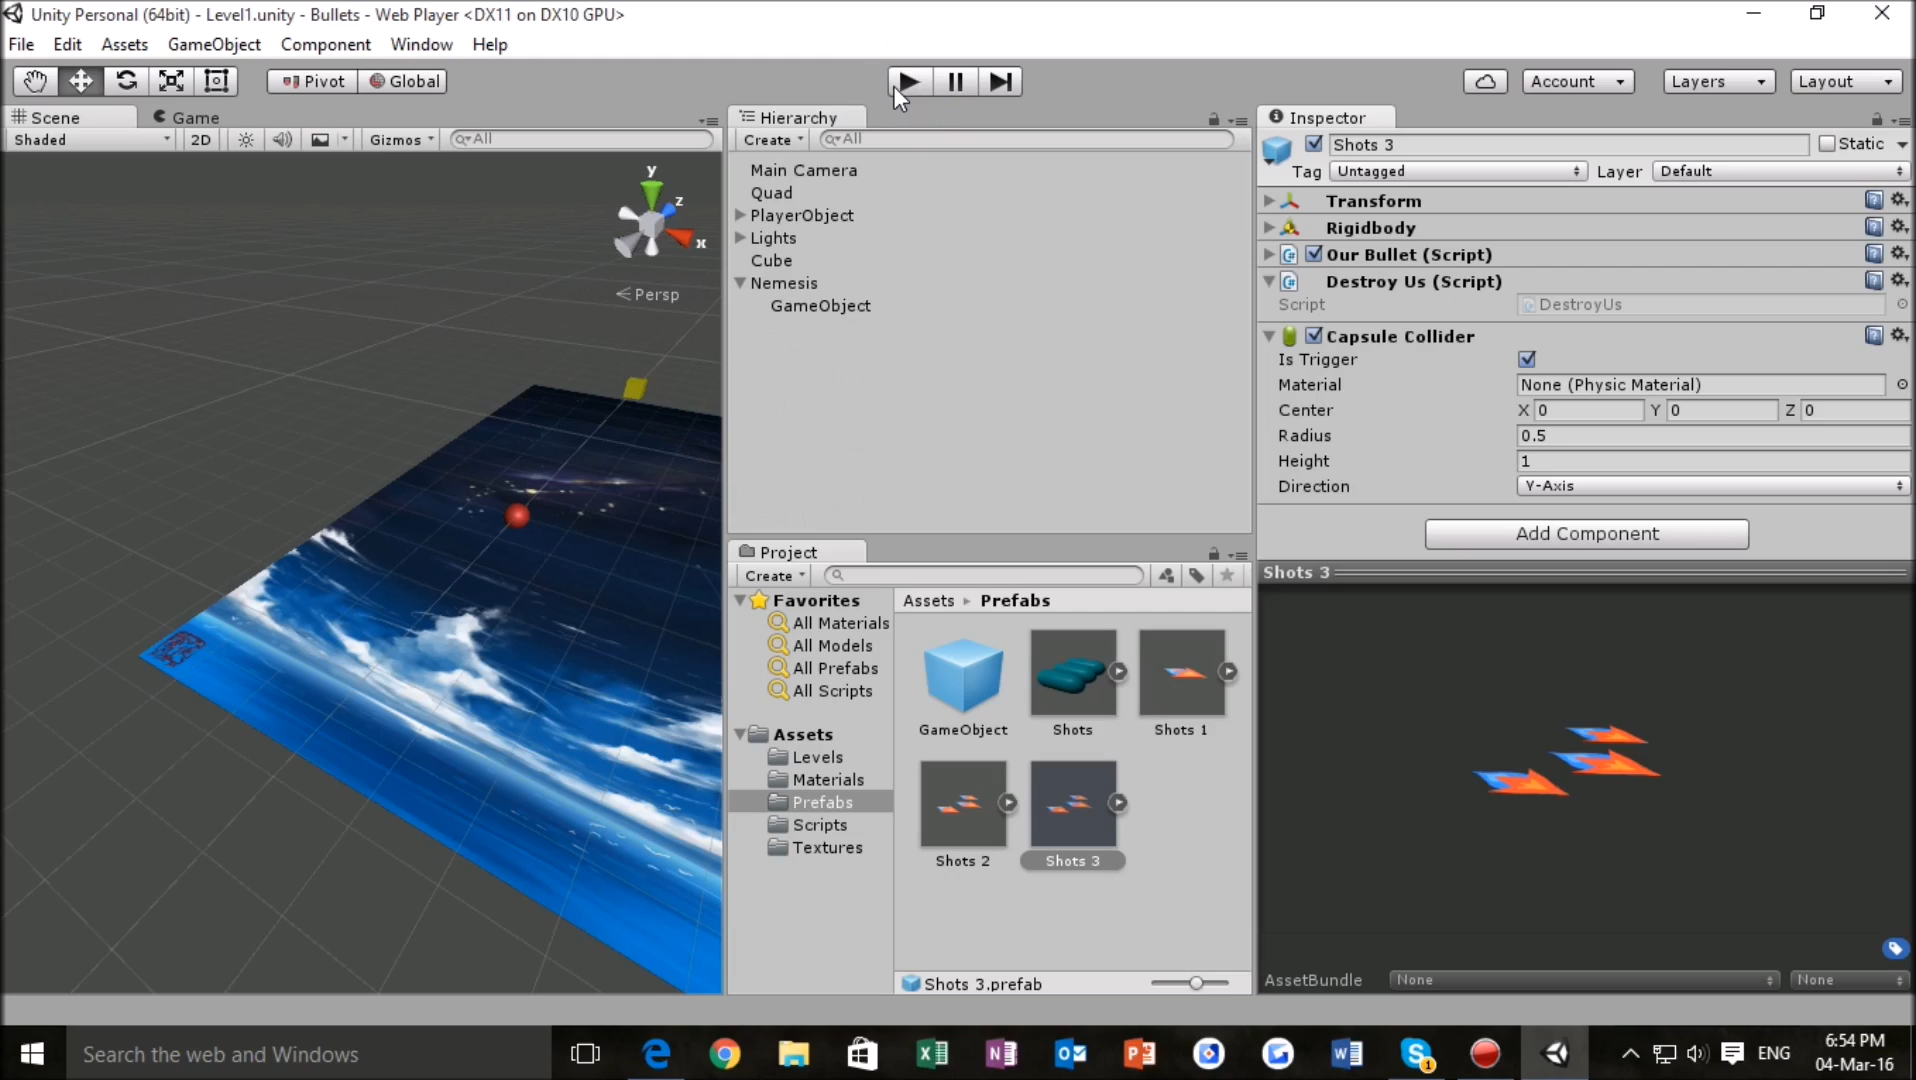 Unity Personal (64bit) - Level1.unity - Bullets - Web Player <DX11 on DX10 GPU>
File Edit Assets GameObject Component Window Help
Pivot Global Account Layers Layout
Scene Game
Shaded 2D Gizmos All
y
z
x
Persp
Hierarchy
Create All
Main Camera
Quad
PlayerObject
Lights
Cube
Nemesis
GameObject
Project
Create
Favorites
All Materials
All Models
All Prefabs
All Scripts
Assets
Levels
Materials
Prefabs
Scripts
Textures
Assets Prefabs
GameObject Shots Shots 1
Shots 2 Shots 3
Shots 3.prefab
Inspector
Shots 3 Static
Tag Untagged Layer Default
Transform
Rigidbody
Our Bullet (Script)
Destroy Us (Script)
Script DestroyUs
Capsule Collider
Is Trigger
Material None (Physic Material)
Center X 0 Y 0 Z 0
Radius 0.5
Height 1
Direction Y-Axis
Add Component
Shots 3
AssetBundle None None
Search the web and Windows
ENG
6:54 PM
04-Mar-16